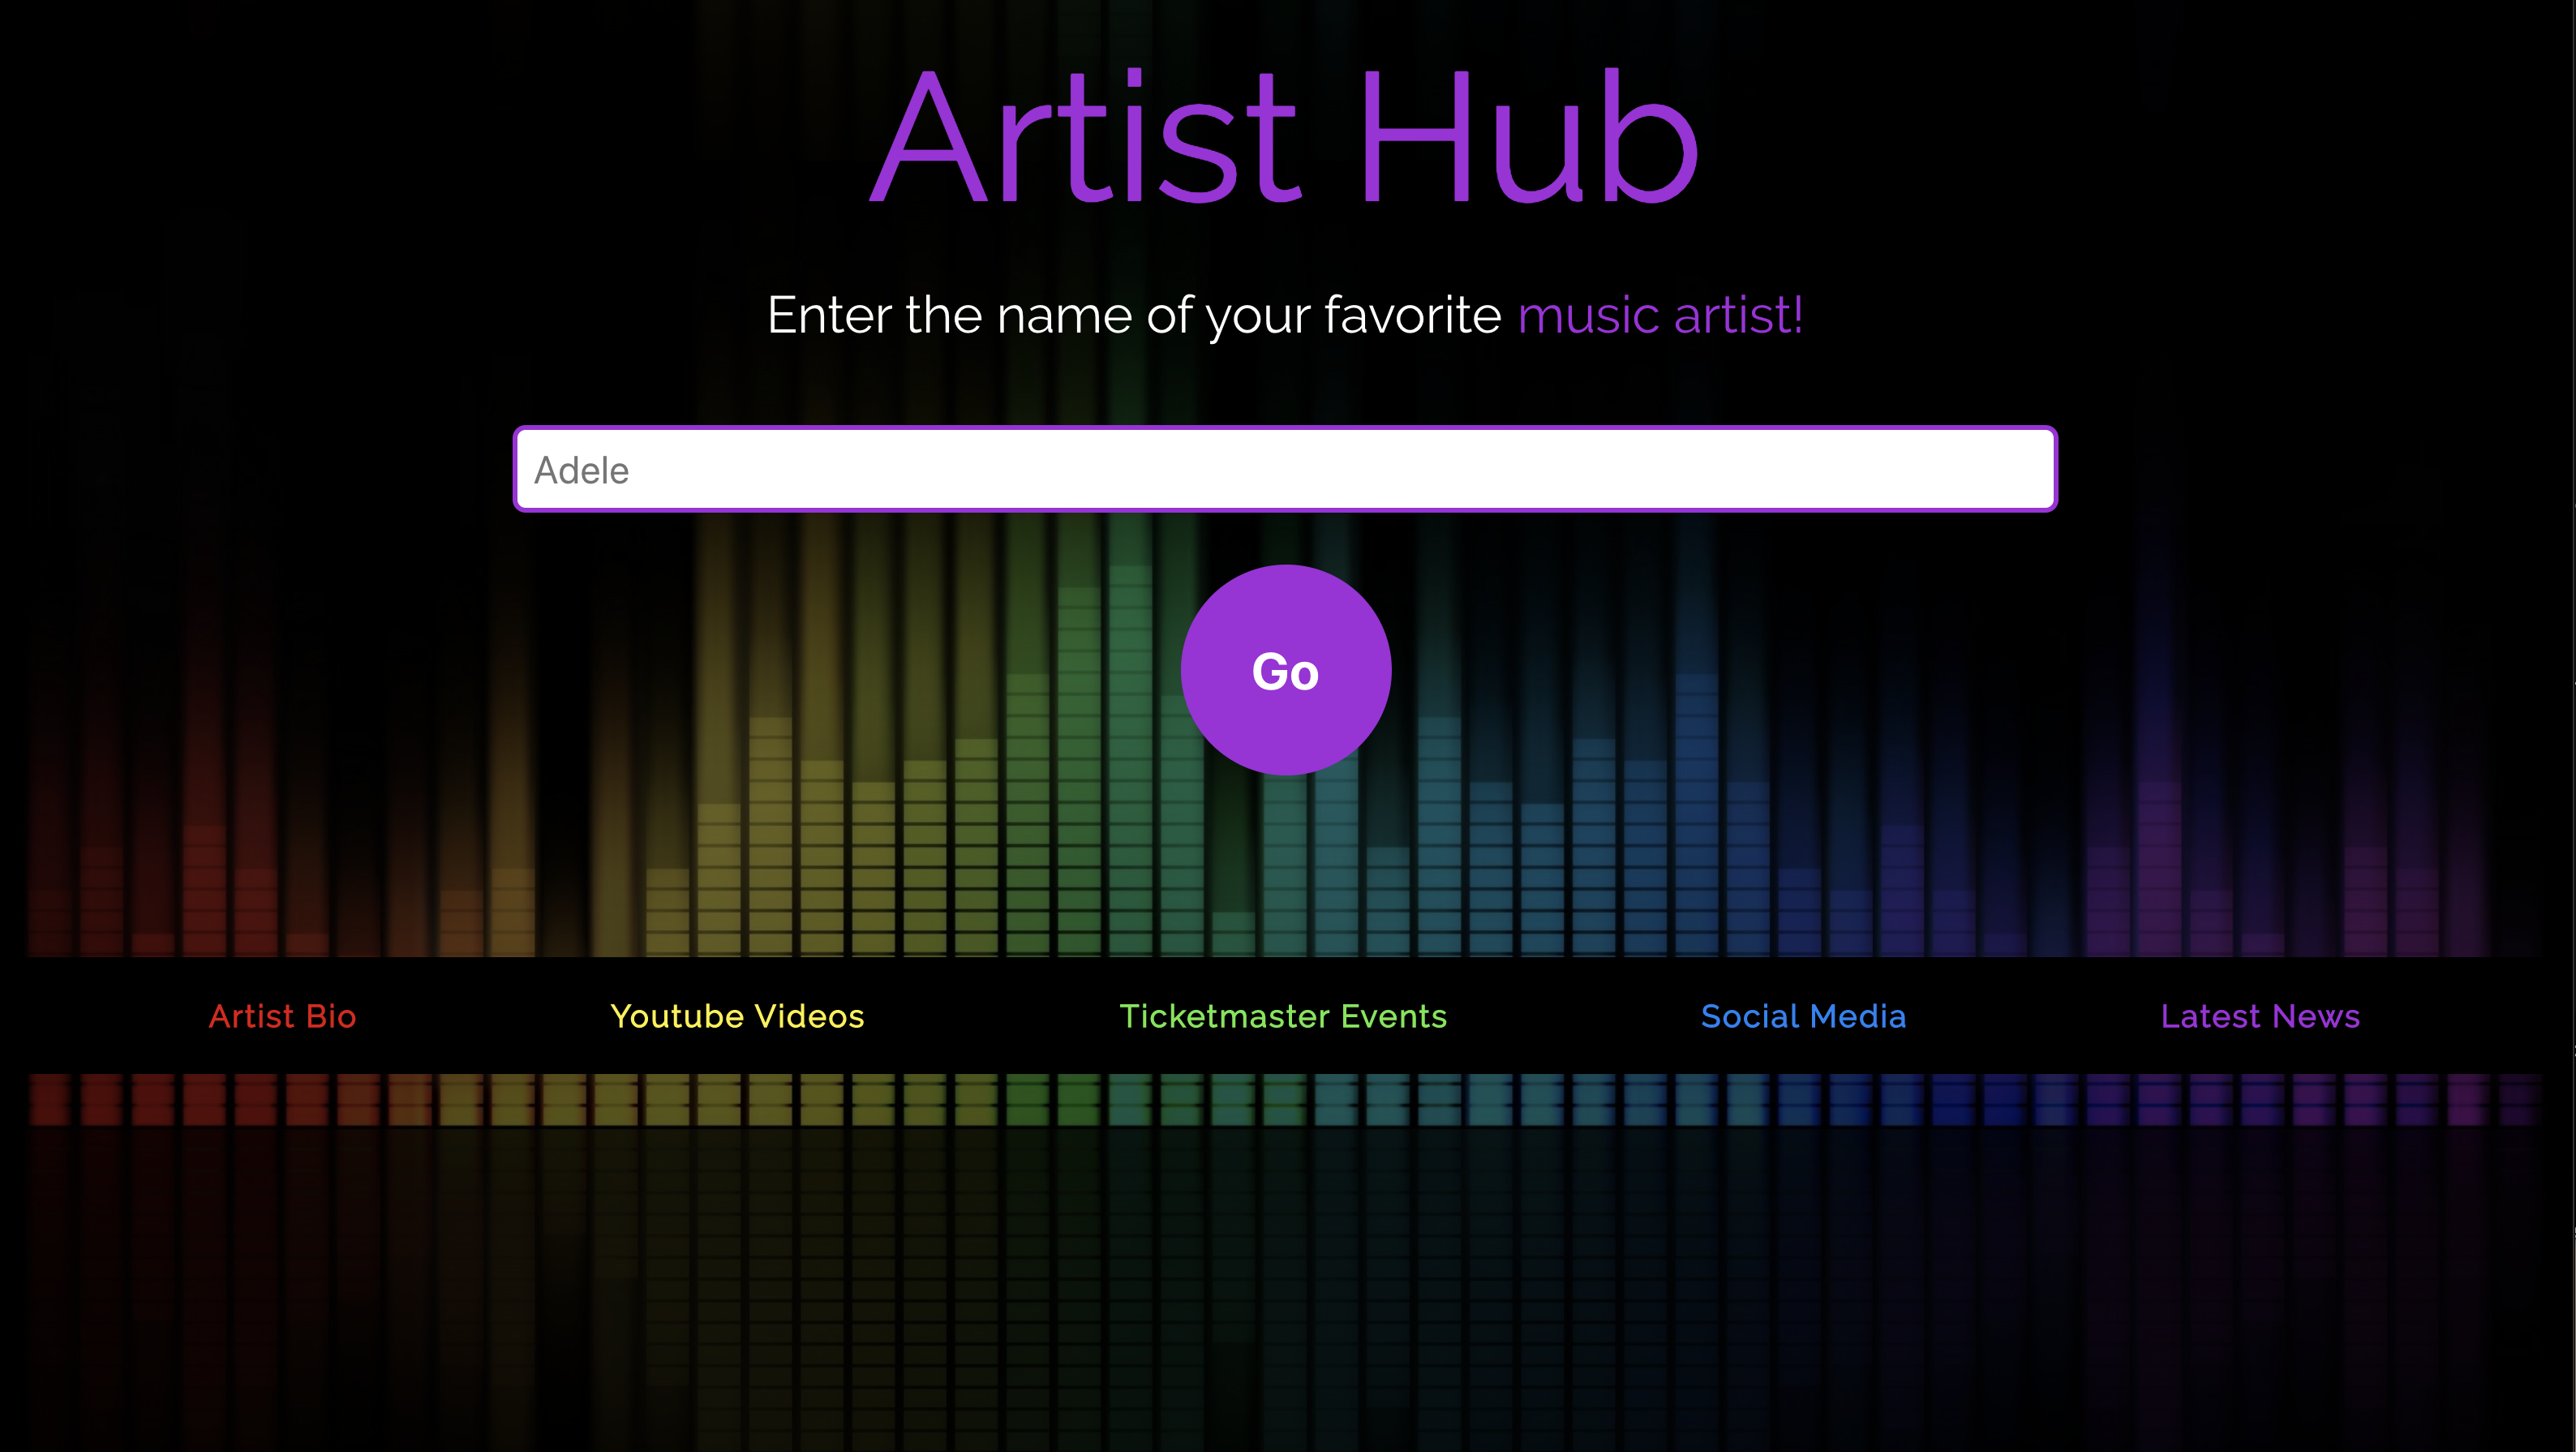 Artist Hub
Enter the name of your favorite music artist!
Adele
Go
Artist Bio Youtube Videos Ticketmaster Events Social Media Latest News